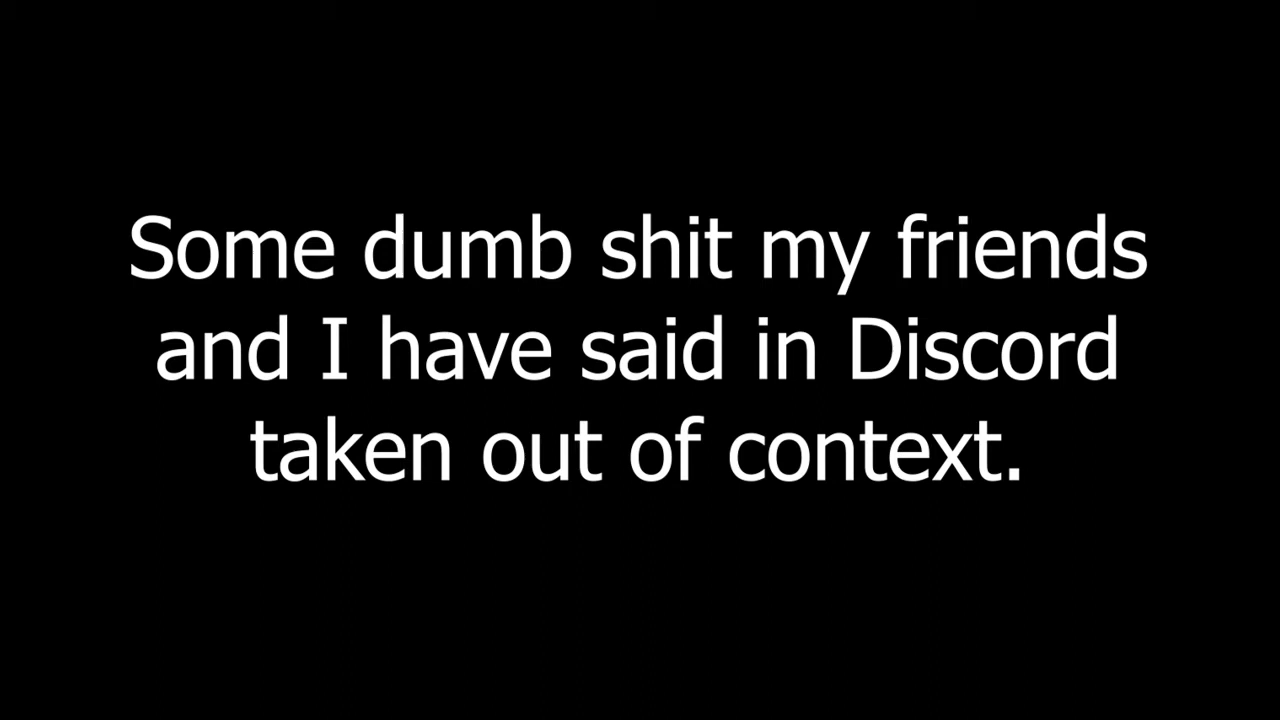 Some dumb shit my friends
and I have said in Discord
taken out of context.